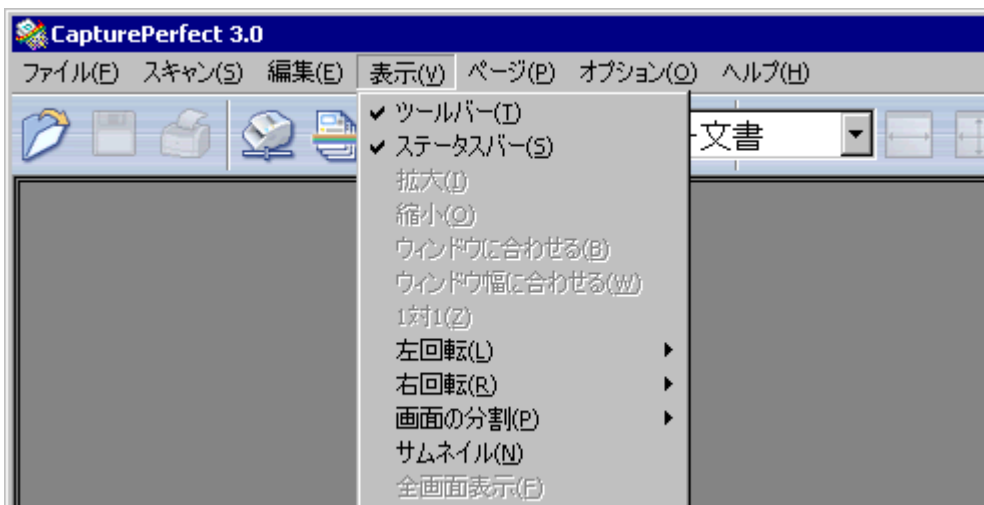 CapturePerfect 3.0
ファイル(F) スキャン(S) 編集(E) 表示(V) ページ(P) オプション(O) ヘルプ(H)
ツールバー(T)
文書
ステータスバー(S)
拡大(I)
縮小(O)
ウィンドウに合わせる(B)
ウィンドウ幅に合わせる(W)
1対1(Z)
左回転(L)
右回転(R)
画面の分割(P)
サムネイル(N)
全画面表示(F)